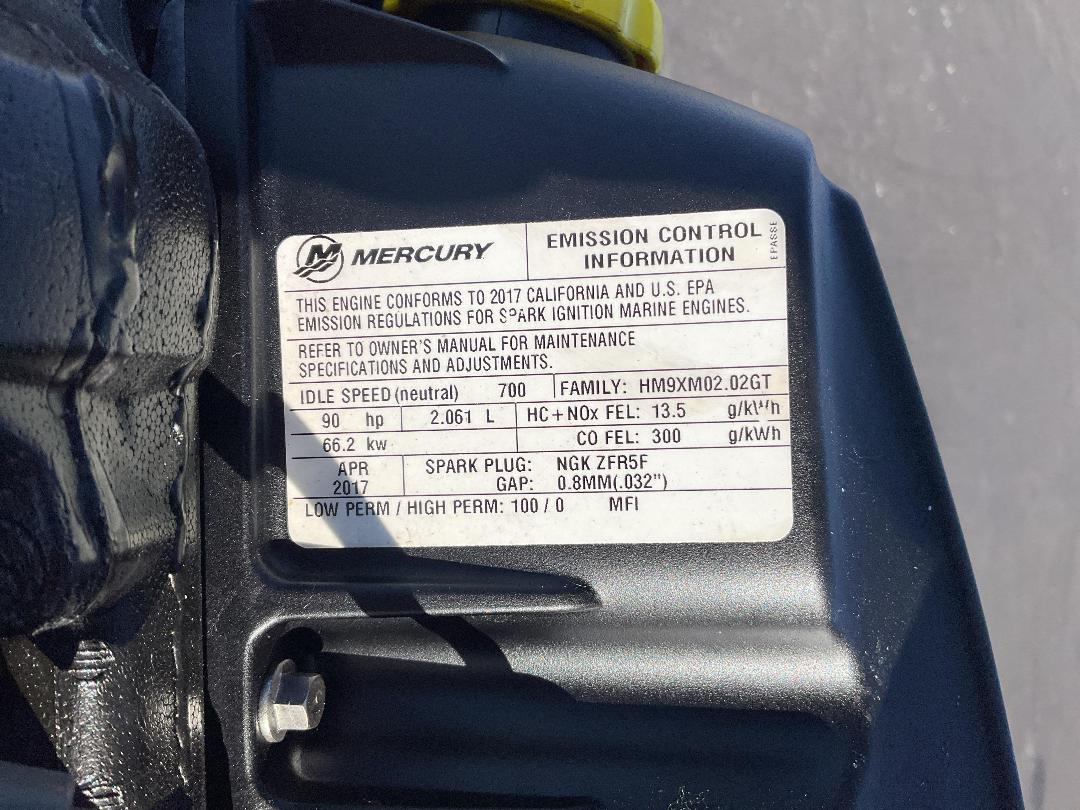 MERCURY
EMISSION CONTROL
INFORMATION
EPASSE
THIS ENGINE CONFORMS TO 2017 CALIFORNIA AND U.S. EPA
EMISSION REGULATIONS FOR SPARK IGNITION MARINE ENGINES.
REFER TO OWNER'S MANUAL FOR MAINTENANCE
SPECIFICATIONS AND ADJUSTMENTS.
IDLE SPEED (neutral) 700 FAMILY: HM9XM02.02GT
90 hp 2.061 L HC+NOx FEL: 13.5 g/kWh
66.2 kw CO FEL: 300 g/kWh
APR SPARK PLUG: NGK ZFR5F
2017 GAP: 0.8MM(.032")
LOW PERM / HIGH PERM: 100 / 0 MFI